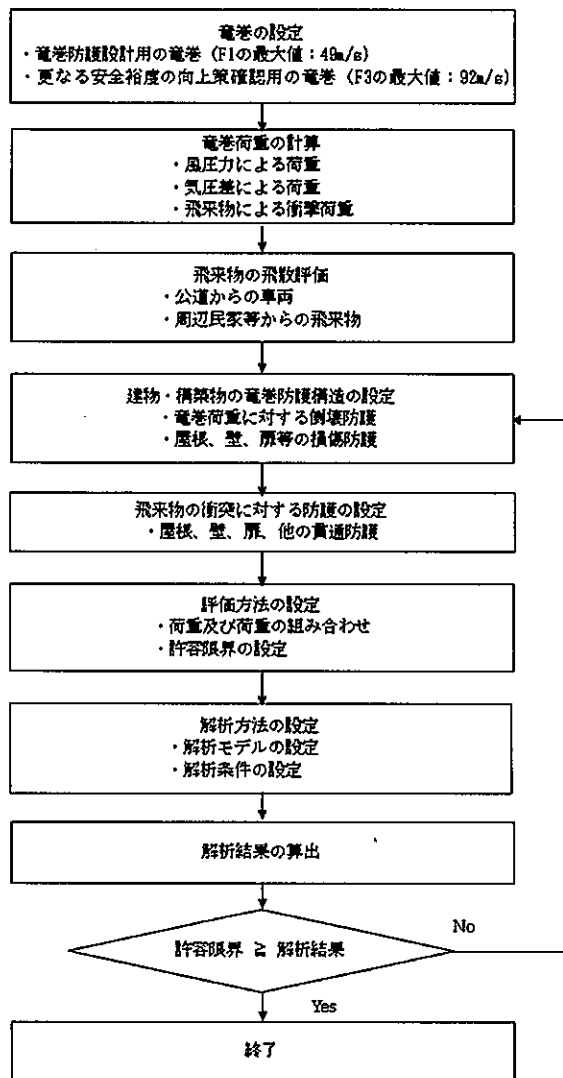 竜巻の設定
・竜巻防護設計用の竜巻（F1の最大値：49m/s）
・更なる安全裕度の向上策確認用の竜巻（F3の最大値：92m/s）
竜巻荷重の計算
・風圧力による荷重
・気圧差による荷重
・飛来物による衝撃荷重
飛来物の飛散評価
・公道からの車両
・周辺民家等からの飛来物
建物・構築物の竜巻防護構造の設定
・竜巻荷重に対する倒壊防護
・屋根、壁、扉等の損傷防護
飛来物の衝突に対する防護の設定
・屋根、壁、扉、他の貫通防護
評価方法の設定
・荷重及び荷重の組み合わせ
・許容限界の設定
解析方法の設定
・解析モデルの設定
・解析条件の設定
解析結果の算出
許容限界 ≧ 解析結果
No
Yes
終了